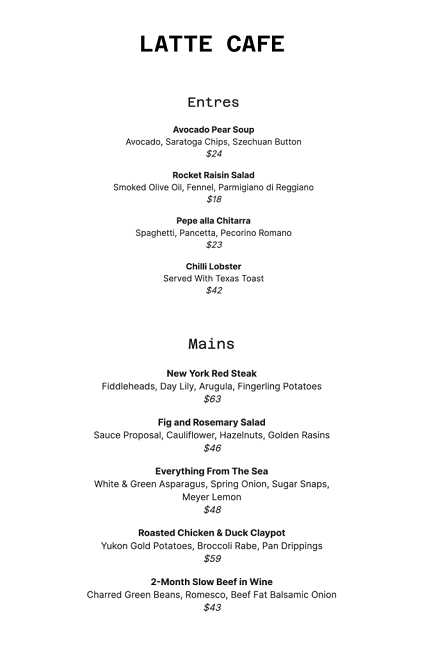 LATTE CAFE
Entres
Avocado Pear Soup
Avocado, Saratoga Chips, Szechuan Button
$24
Rocket Raisin Salad
Smoked Olive Oil, Fennel, Parmigiano di Reggiano
$18
Pepe alla Chitarra
Spaghetti, Pancetta, Pecorino Romano
$23
Chilli Lobster
Served With Texas Toast
$42
Mains
New York Red Steak
Fiddleheads, Day Lily, Arugula, Fingerling Potatoes
$63
Fig and Rosemary Salad
Sauce Proposal, Cauliflower, Hazelnuts, Golden Rasins
$46
Everything From The Sea
White & Green Asparagus, Spring Onion, Sugar Snaps,
Meyer Lemon
$48
Roasted Chicken & Duck Claypot
Yukon Gold Potatoes, Broccoli Rabe, Pan Drippings
$59
2-Month Slow Beef in Wine
Charred Green Beans, Romesco, Beef Fat Balsamic Onion
$43